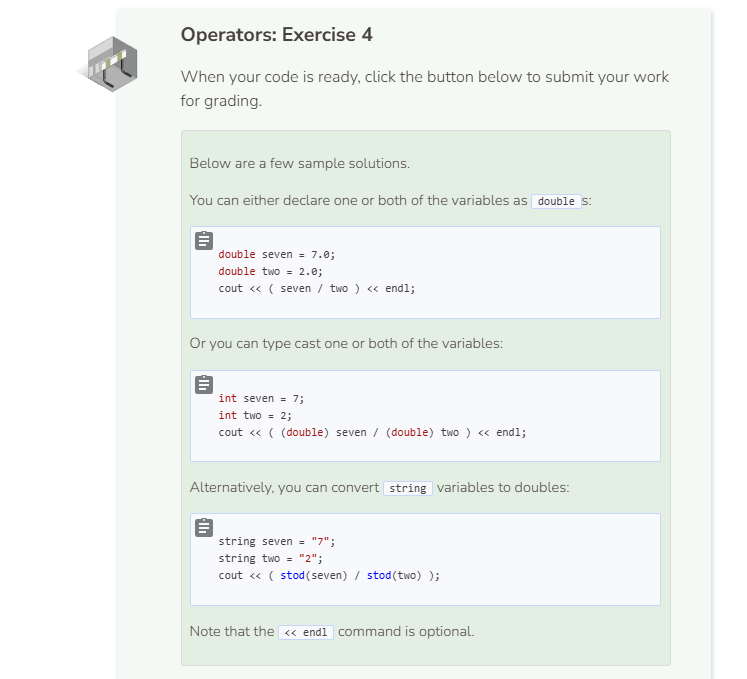 Operators: Exercise 4
When your code is ready, click the button below to submit your work
for grading.
Below are a few sample solutions.
You can either declare one or both of the variables as double s:
double seven = 7.0;
double two = 2.0;
cout << ( seven / two ) << endl;
Or you can type cast one or both of the variables:
int seven = 7;
int two = 2;
cout << ( (double) seven / (double) two ) << endl;
Alternatively, you can convert string variables to doubles:
string seven = "7";
string two = "2";
cout << ( stod(seven) / stod(two) );
Note that the << endl command is optional.